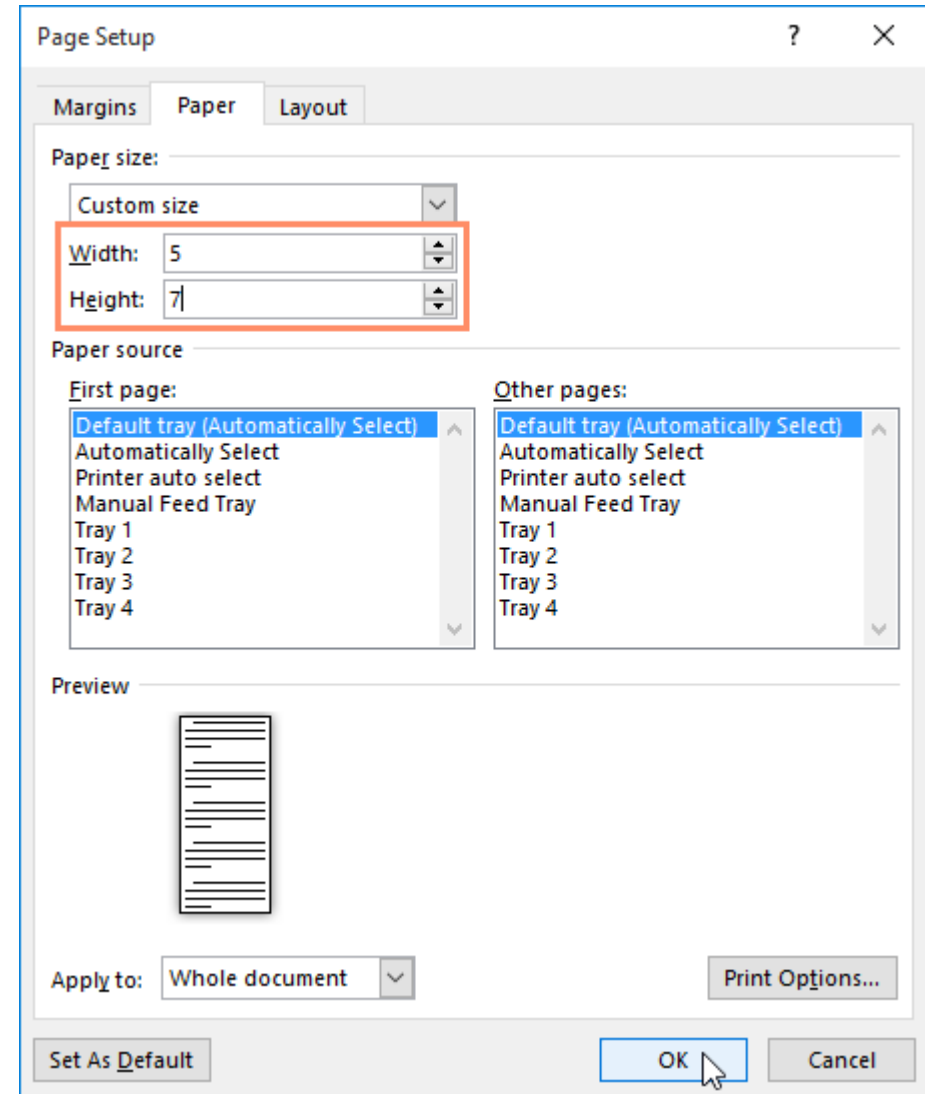 Page Setup ?
Margins Paper Layout
Paper size:
Custom size
Width: 5
Height: 7
Paper source
First page: Other pages:
Default tray (Automatically Select) Default tray (Automatically Select)
Automatically Select Automatically Select
Printer auto select Printer auto select
Manual Feed Tray Manual Feed Tray
Tray 1 Tray 1
Tray 2 Tray 2
Tray 3 Tray 3
Tray 4 Tray 4
Preview
Apply to: Whole document Print Options...
Set As Default OK Cancel